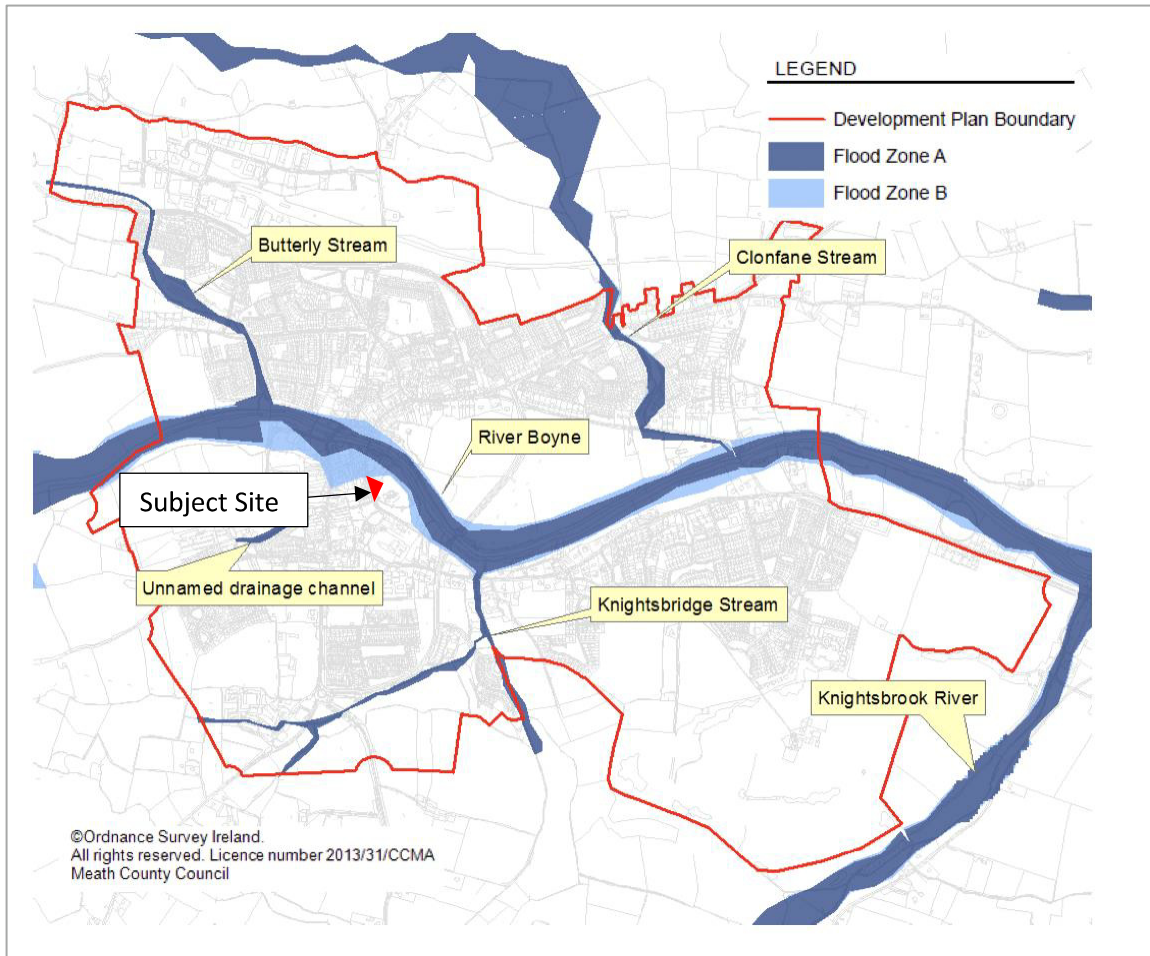 LEGEND
Development Plan Boundary
Flood Zone A
Flood Zone B
Butterly Stream
Clonfane Stream
River Boyne
Subject Site
Unnamed drainage channel
Knightsbridge Stream
Knightsbrook River
©Ordnance Survey Ireland.
All rights reserved. Licence number 2013/31/CCMA
Meath County Council